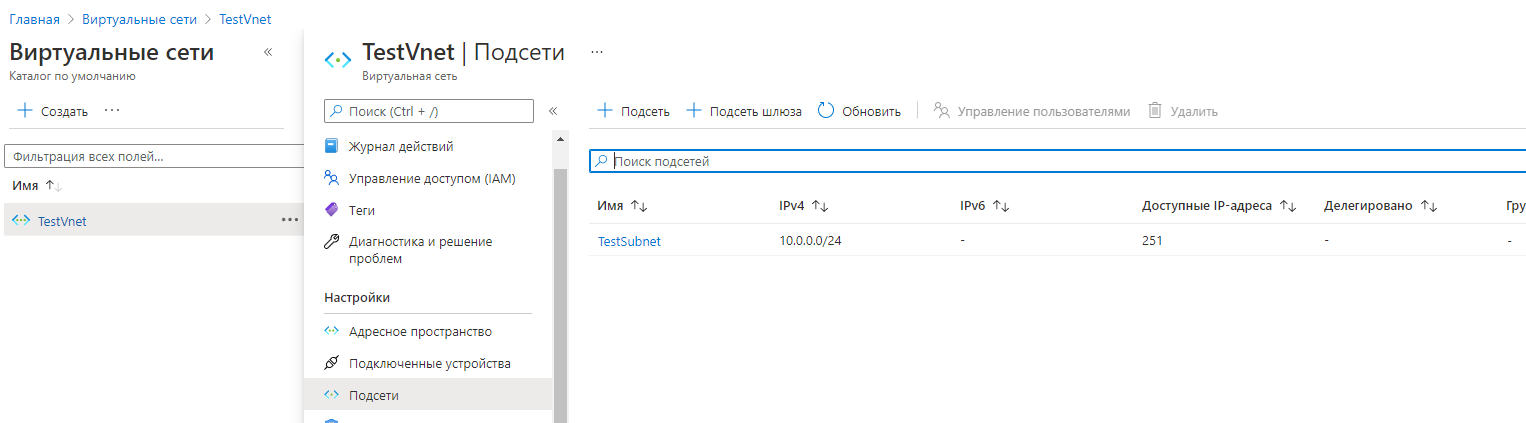 Главная > Виртуальные сети > TestVnet
Виртуальные сети «
Каталог по умолчанию
+ Создать ...
Фильтрация всех полей...
Имя ↑↓
TestVnet ...
TestVnet | Подсети ...
Виртуальная сеть
Поиск (Ctrl + /) «
Журнал действий
Управление доступом (IAM)
Теги
Диагностика и решение
проблем
Настройки
Адресное пространство
Подключенные устройства
Подсети
+ Подсеть + Подсеть шлюза Обновить Управление пользователями Удалить
Поиск подсетей
Имя ↑↓ IPv4 ↑↓ IPv6 ↑↓ Доступные IP-адреса ↑↓ Делегировано ↑↓ Гру
TestSubnet 10.0.0.0/24 - 251 - -